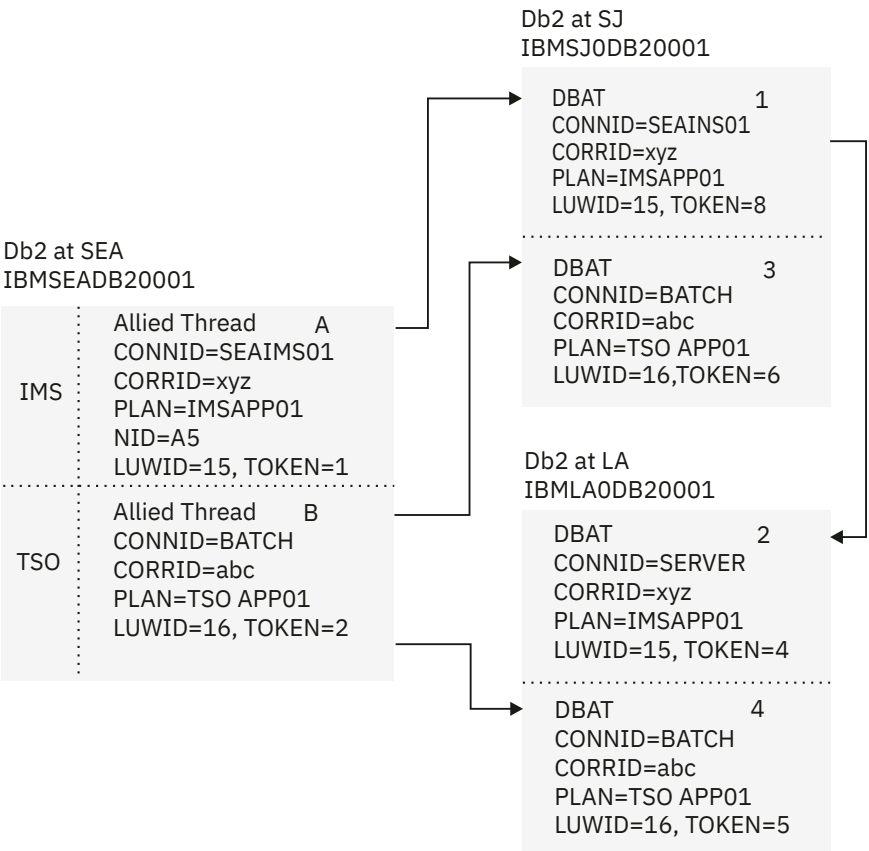 Db2 at SJ
IBMSJ0DB20001
DBAT 1
CONNID=SEAINS01
CORRID=xyz
PLAN=IMSAPP01
LUWID=15, TOKEN=8
DBAT 3
CONNID=BATCH
CORRID=abc
PLAN=TSO APP01
LUWID=16,TOKEN=6
Db2 at SEA
IBMSEADB20001
IMS
Allied Thread A
CONNID=SEAIMS01
CORRID=xyz
PLAN=IMSAPP01
NID=A5
LUWID=15, TOKEN=1
TSO
Allied Thread B
CONNID=BATCH
CORRID=abc
PLAN=TSO APP01
LUWID=16, TOKEN=2
Db2 at LA
IBMLA0DB20001
DBAT 2
CONNID=SERVER
CORRID=xyz
PLAN=IMSAPP01
LUWID=15, TOKEN=4
DBAT 4
CONNID=BATCH
CORRID=abc
PLAN=TSO APP01
LUWID=16, TOKEN=5